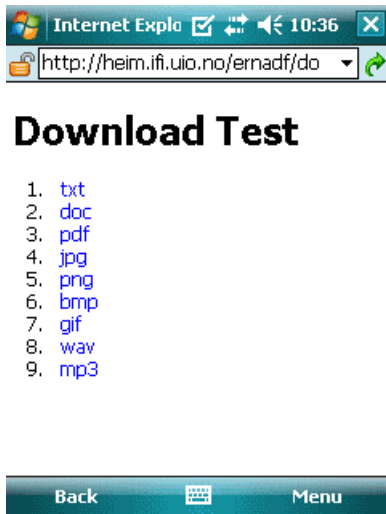 Internet Explo 10:36
http://heim.ifi.uio.no/ernadf/do
Download Test
1. txt
2. doc
3. pdf
4. jpg
5. png
6. bmp
7. gif
8. wav
9. mp3
Back Menu